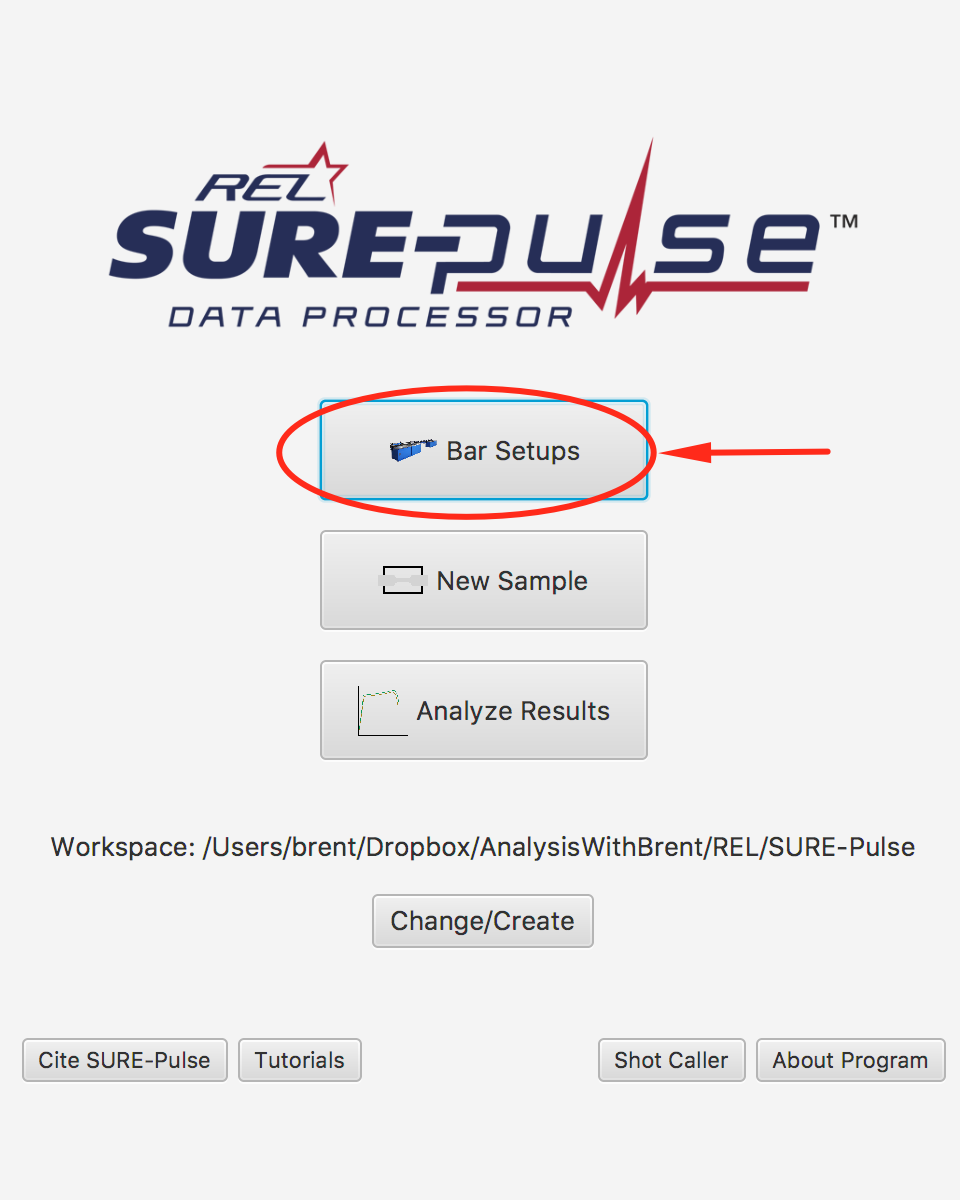 REL
SURE-PULSE™
DATA PROCESSOR
Bar Setups
New Sample
Analyze Results
Workspace: /Users/brent/Dropbox/AnalysisWithBrent/REL/SURE-Pulse
Change/Create
Cite SURE-Pulse Tutorials Shot Caller About Program